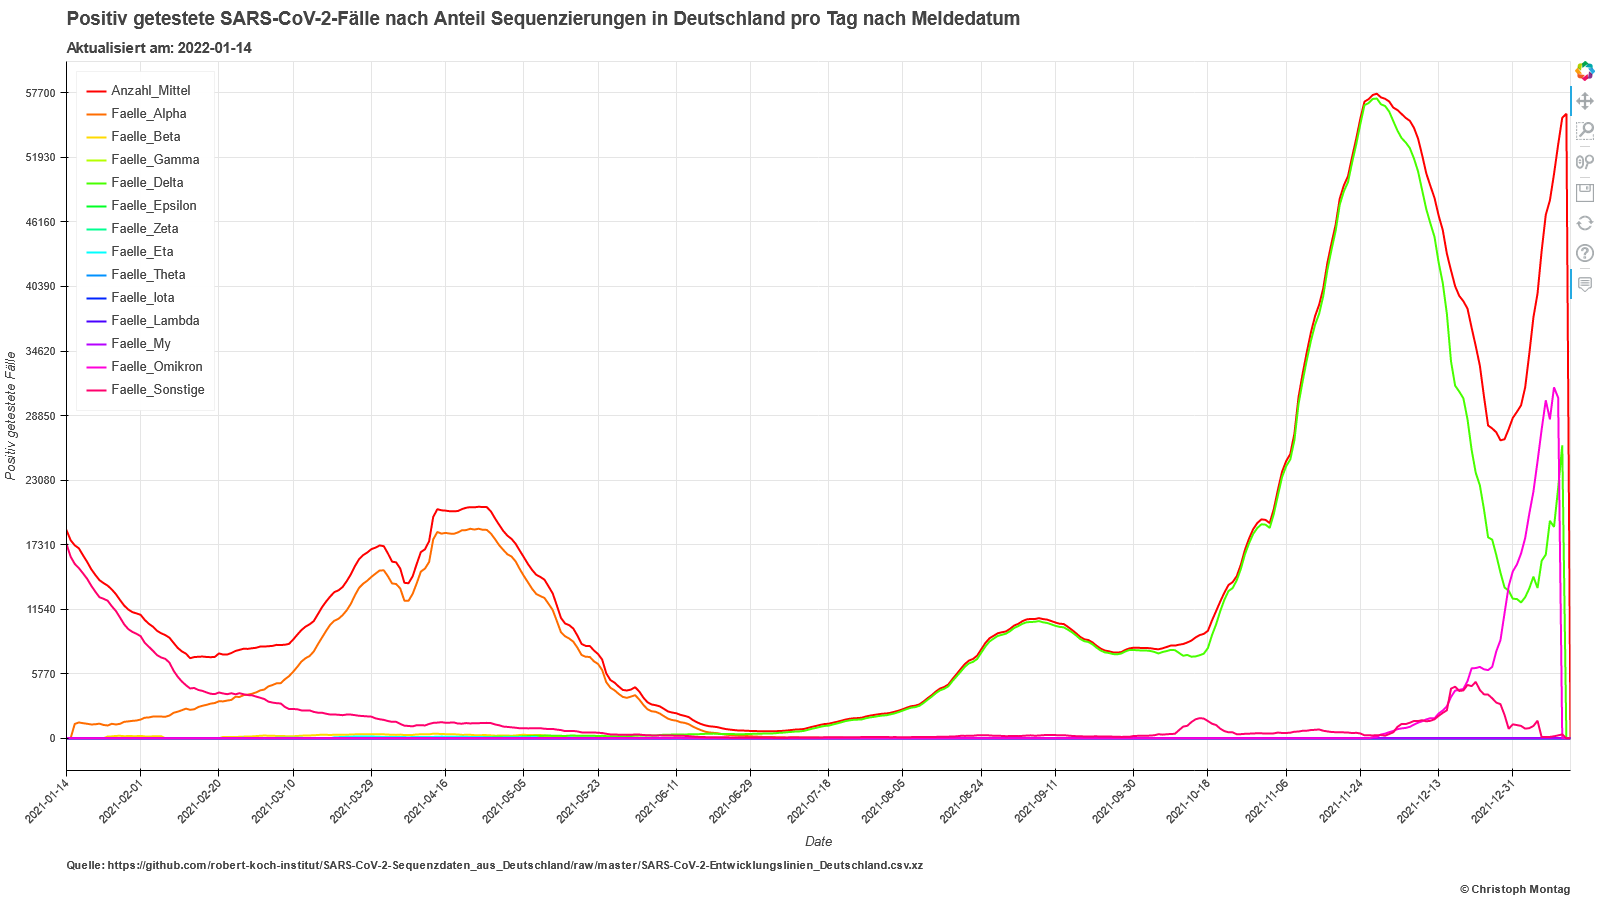 Positiv getestete SARS-CoV-2-Fälle nach Anteil Sequenzierungen in Deutschland pro Tag nach Meldedatum
Aktualisiert am: 2022-01-14
57700
51930
46160
40390
34620
28850
23080
17310
11540
5770
0
Positiv getestete Fälle
Anzahl_Mittel
Faelle_Alpha
Faelle_Beta
Faelle_Gamma
Faelle_Delta
Faelle_Epsilon
Faelle_Zeta
Faelle_Eta
Faelle_Theta
Faelle_Iota
Faelle_Lambda
Faelle_My
Faelle_Omikron
Faelle_Sonstige
2021-01-14
2021-02-01
2021-02-20
2021-03-10
2021-03-29
2021-04-16
2021-05-05
2021-05-23
2021-06-11
2021-06-29
2021-07-18
2021-08-05
2021-08-24
2021-09-11
2021-09-30
2021-10-18
2021-11-06
2021-11-24
2021-12-13
2021-12-31
Date
Quelle: https://github.com/robert-koch-institut/SARS-CoV-2-Sequenzdaten_aus_Deutschland/raw/master/SARS-CoV-2-Entwicklungslinien_Deutschland.csv.xz
© Christoph Montag